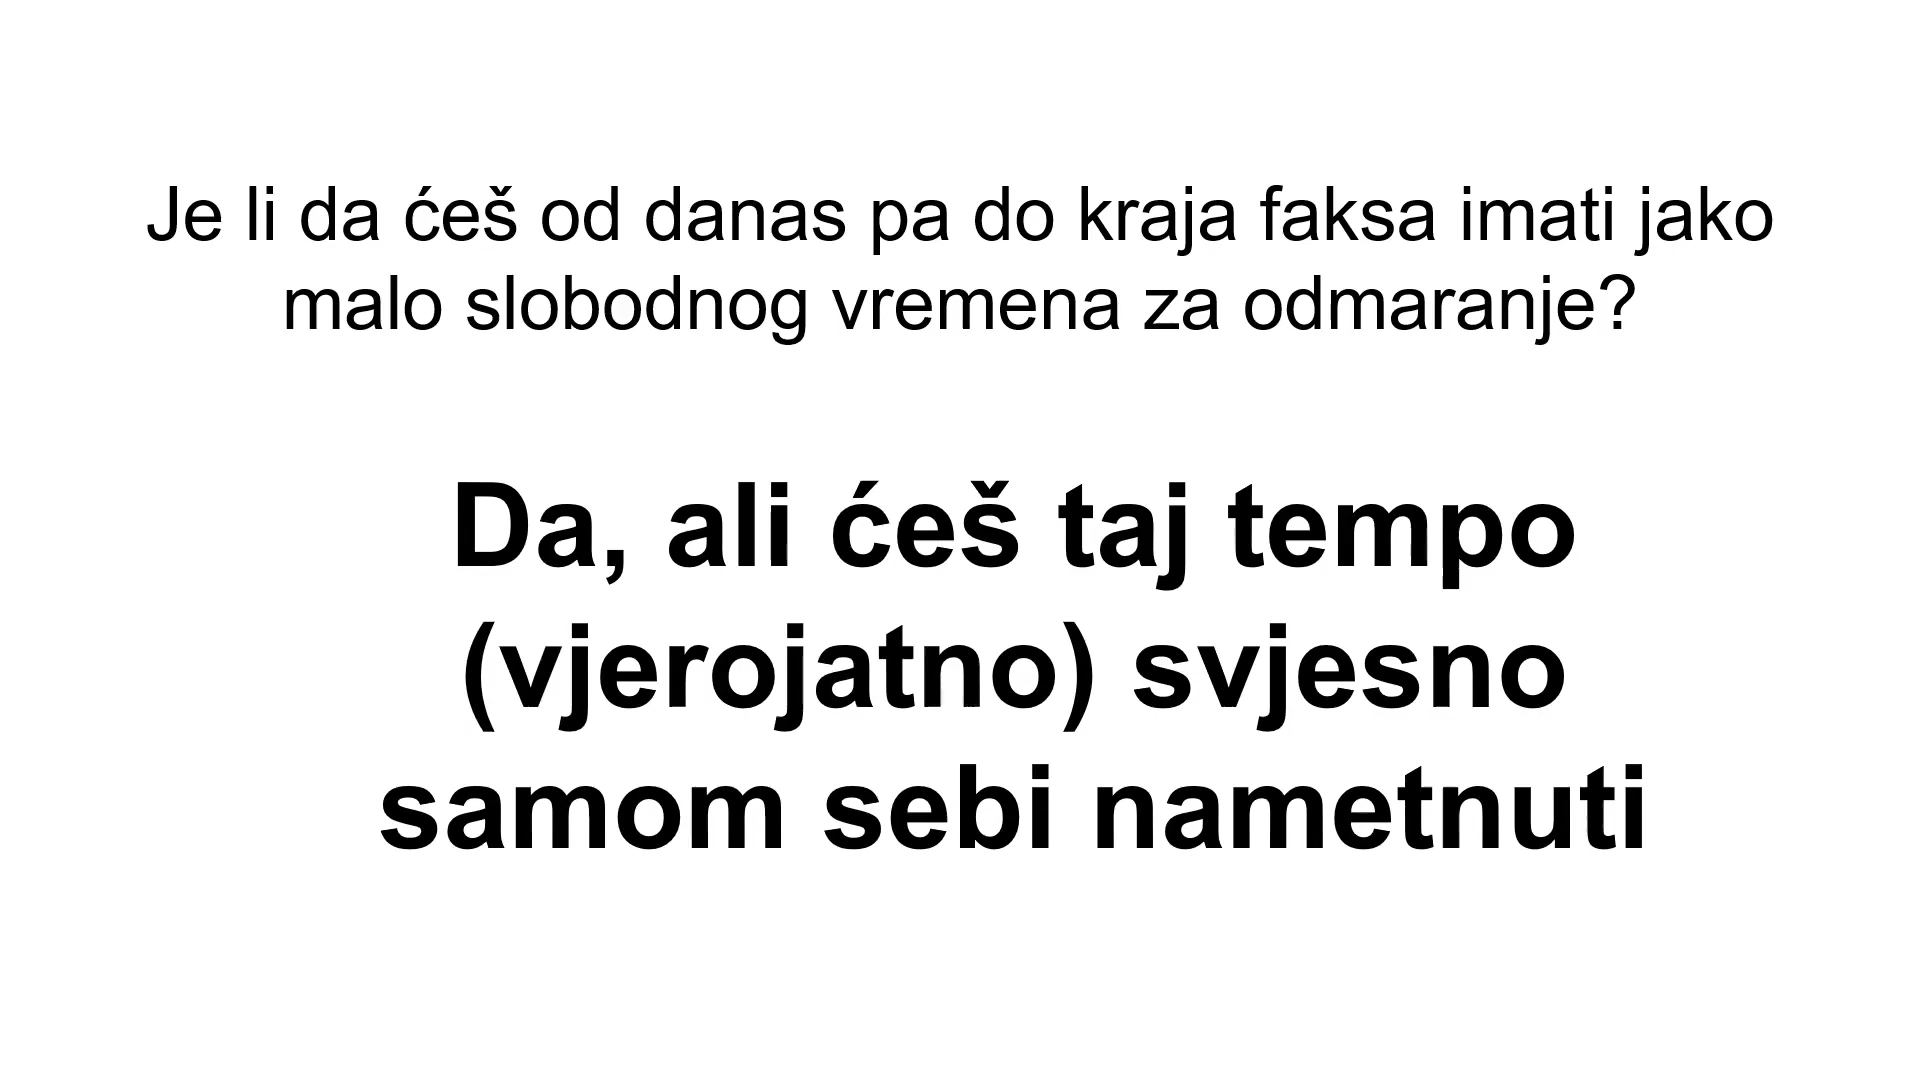 Je li da ćeš od danas pa do kraja faksa imati jako
malo slobodnog vremena za odmaranje?
Da, ali ćeš taj tempo
(vjerojatno) svjesno
samom sebi nametnuti